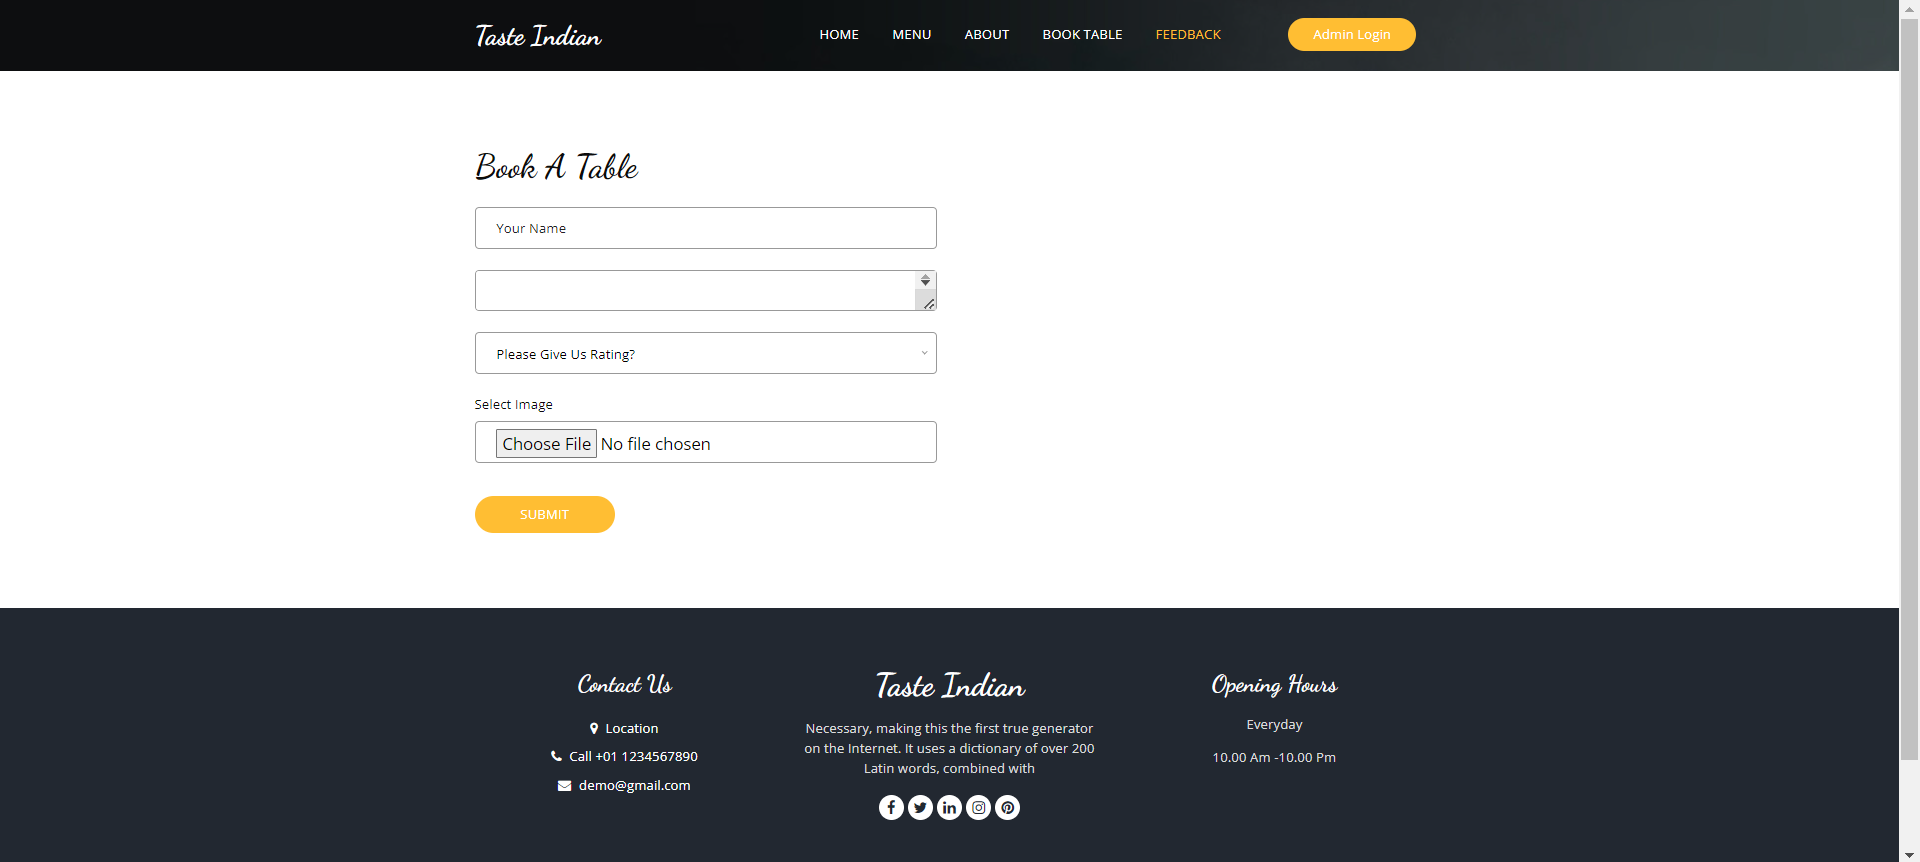 Taste Indian
HOME MENU ABOUT BOOK TABLE FEEDBACK Admin Login
Book A Table
Your Name
Please Give Us Rating?
Select Image
Choose File No file chosen
SUBMIT
Contact Us
Location
Call +01 1234567890
demo@gmail.com
Taste Indian
Necessary, making this the first true generator
on the Internet. It uses a dictionary of over 200
Latin words, combined with
Opening Hours
Everyday
10.00 Am -10.00 Pm